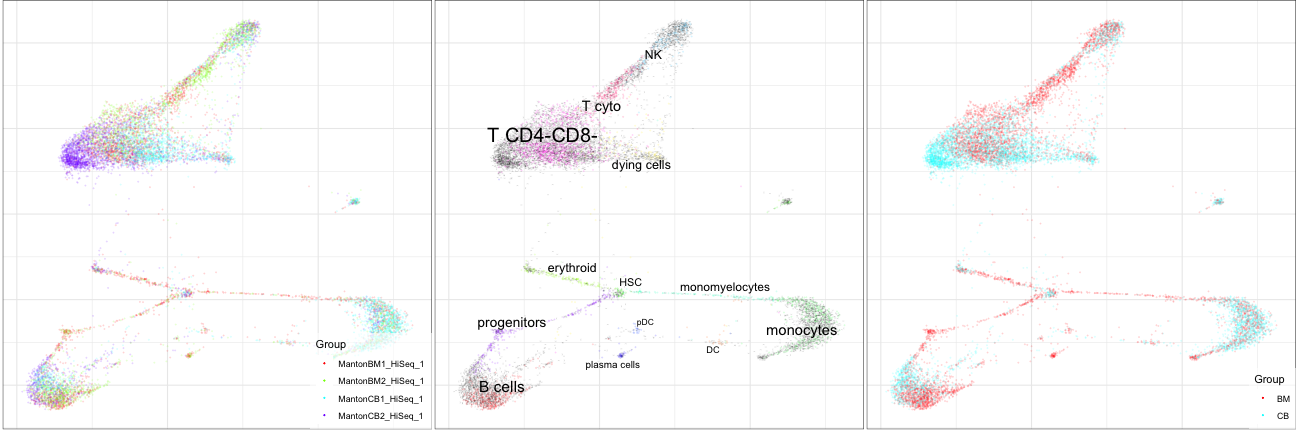 Group
MantonBM1_HiSeq_1
MantonBM2_HiSeq_1
MantonCB1_HiSeq_1
MantonCB2_HiSeq_1
NK
T cyto
T CD4-CD8-
dying cells
erythroid
HSC
monomyelocytes
progenitors
pDC
monocytes
DC
plasma cells
B cells
Group
BM
CB